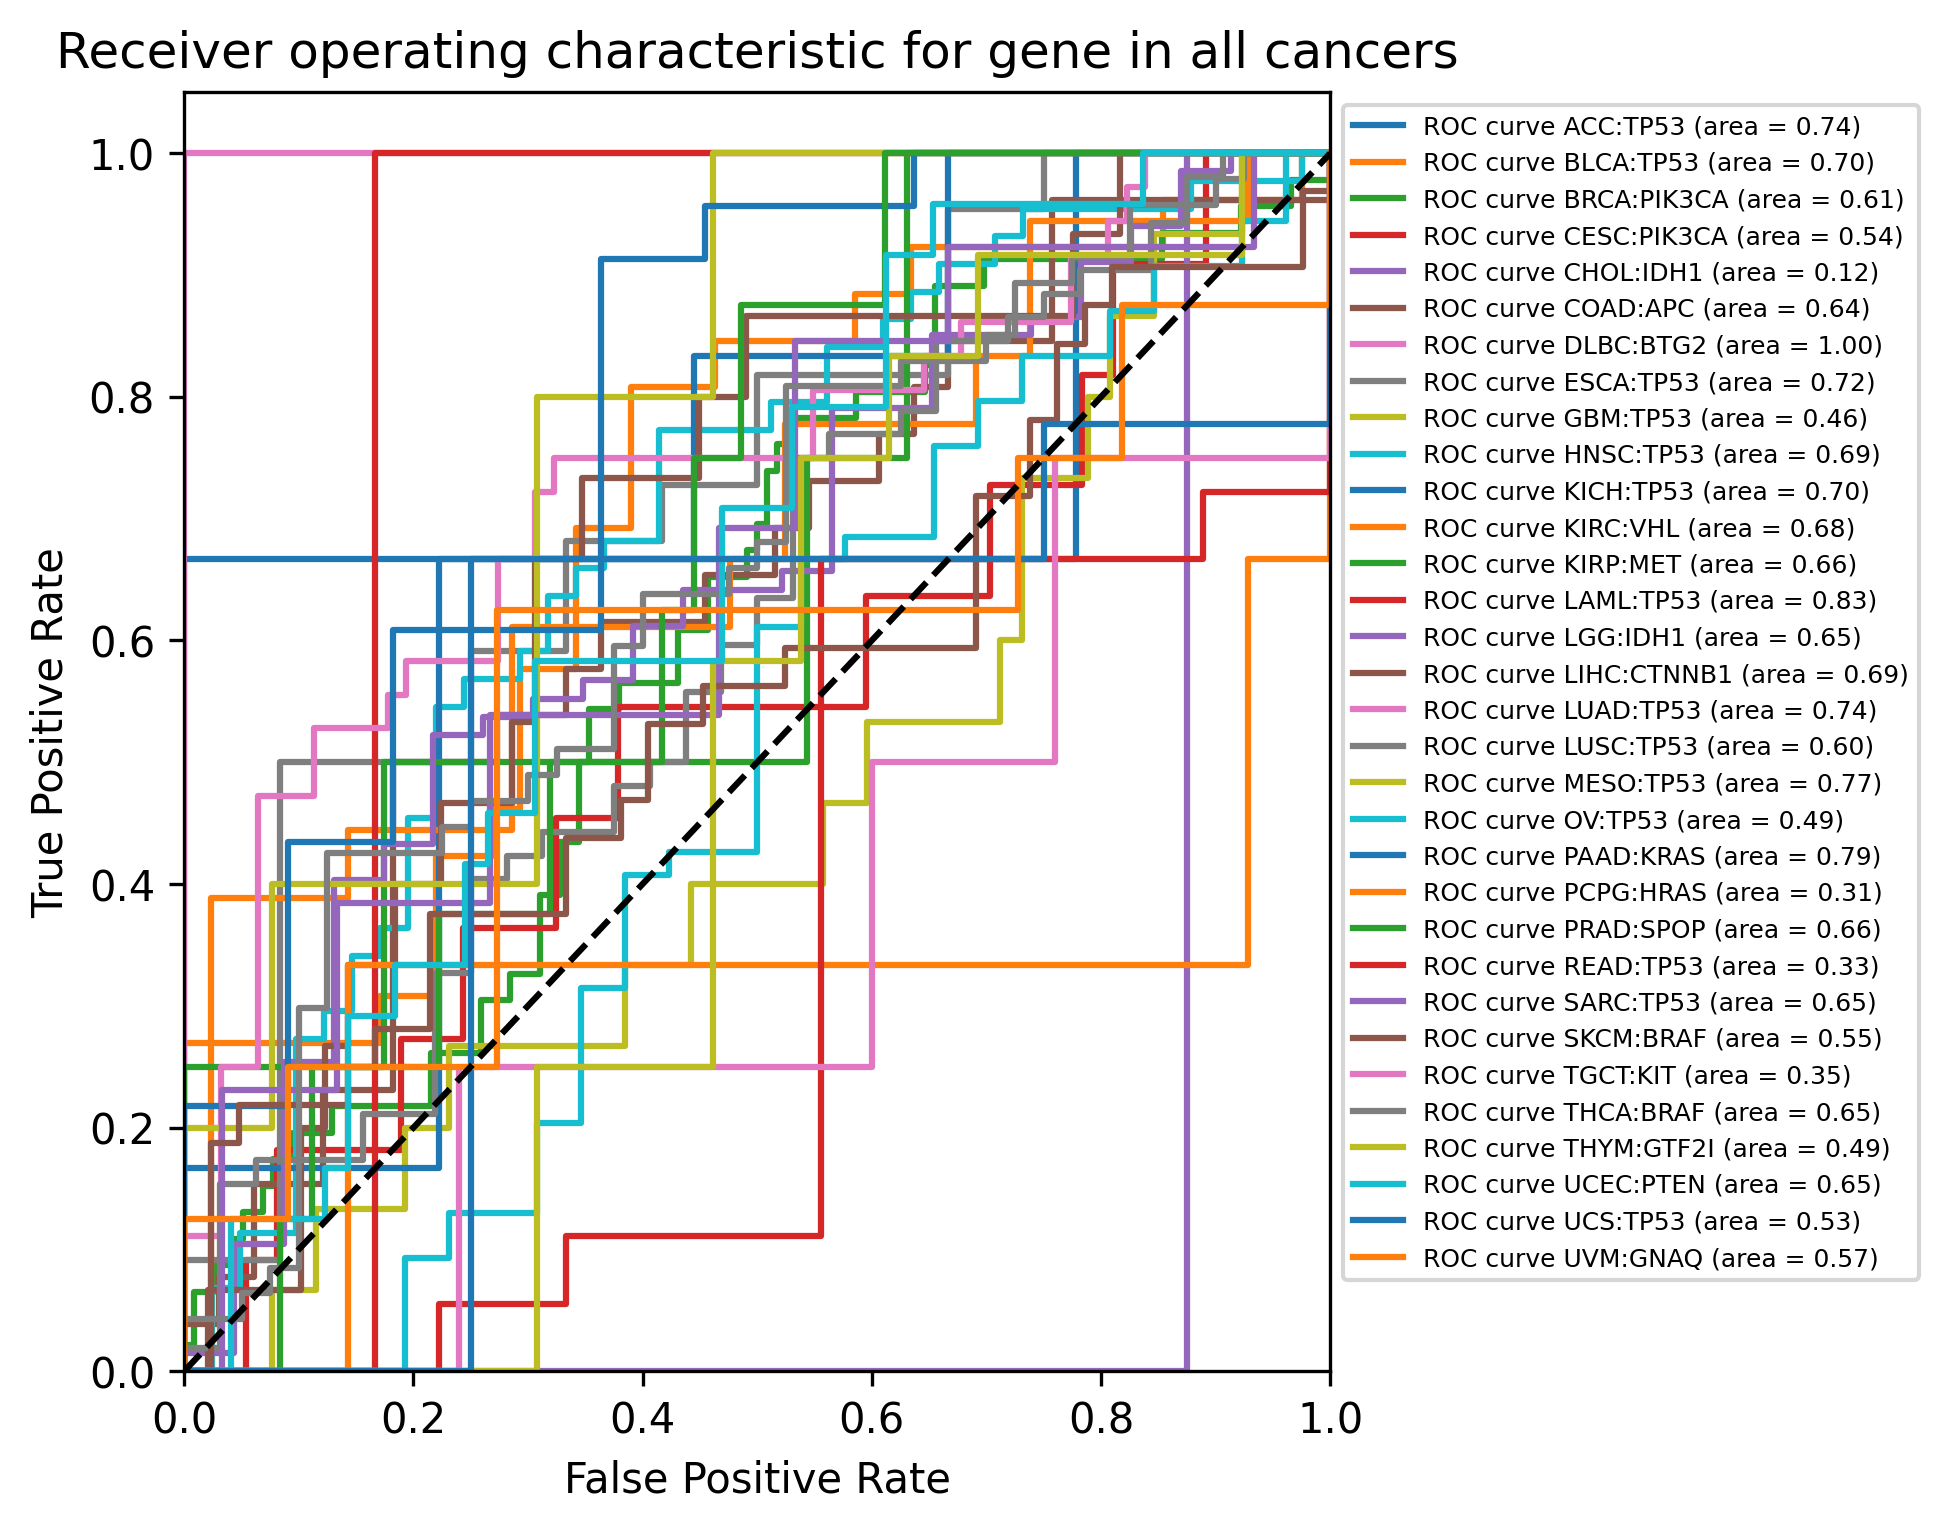 Receiver operating characteristic for gene in all cancers
True Positive Rate
1.0
0.8
0.6
0.4
0.2
0.0
0.0 0.2 0.4 0.6 0.8 1.0
False Positive Rate
ROC curve ACC:TP53 (area = 0.74)
ROC curve BLCA:TP53 (area = 0.70)
ROC curve BRCA:PIK3CA (area = 0.61)
ROC curve CESC:PIK3CA (area = 0.54)
ROC curve CHOL:IDH1 (area = 0.12)
ROC curve COAD:APC (area = 0.64)
ROC curve DLBC:BTG2 (area = 1.00)
ROC curve ESCA:TP53 (area = 0.72)
ROC curve GBM:TP53 (area = 0.46)
ROC curve HNSC:TP53 (area = 0.69)
ROC curve KICH:TP53 (area = 0.70)
ROC curve KIRC:VHL (area = 0.68)
ROC curve KIRP:MET (area = 0.66)
ROC curve LAML:TP53 (area = 0.83)
ROC curve LGG:IDH1 (area = 0.65)
ROC curve LIHC:CTNNB1 (area = 0.69)
ROC curve LUAD:TP53 (area = 0.74)
ROC curve LUSC:TP53 (area = 0.60)
ROC curve MESO:TP53 (area = 0.77)
ROC curve OV:TP53 (area = 0.49)
ROC curve PAAD:KRAS (area = 0.79)
ROC curve PCPG:HRAS (area = 0.31)
ROC curve PRAD:SPOP (area = 0.66)
ROC curve READ:TP53 (area = 0.33)
ROC curve SARC:TP53 (area = 0.65)
ROC curve SKCM:BRAF (area = 0.55)
ROC curve TGCT:KIT (area = 0.35)
ROC curve THCA:BRAF (area = 0.65)
ROC curve THYM:GTF2I (area = 0.49)
ROC curve UCEC:PTEN (area = 0.65)
ROC curve UCS:TP53 (area = 0.53)
ROC curve UVM:GNAQ (area = 0.57)